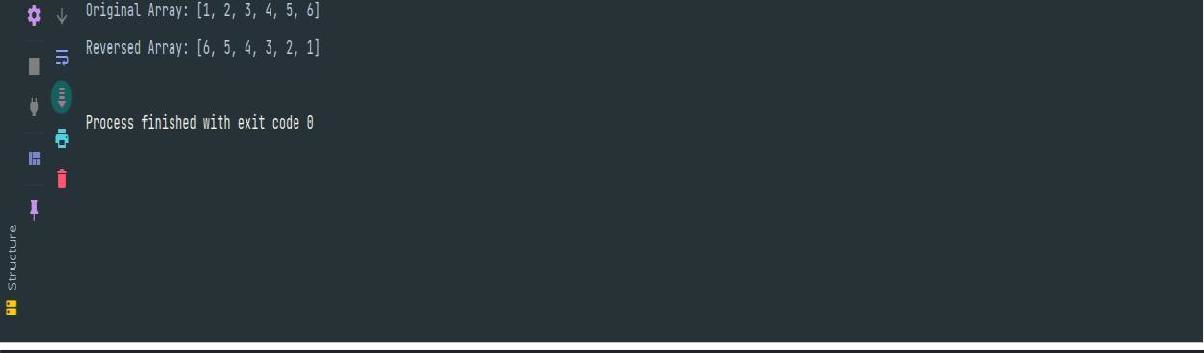 Original Array: [1, 2, 3, 4, 5, 6]
Reversed Array: [6, 5, 4, 3, 2, 1]
Process finished with exit code 0
Structure